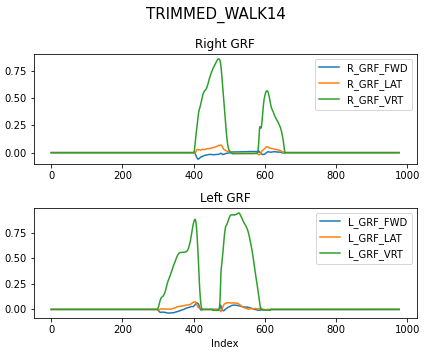 TRIMMED_WALK14
Right GRF
R_GRF_FWD
R_GRF_LAT
R_GRF_VRT
0.75
0.50
0.25
0.00
0 200 400 600 800 1000
Left GRF
L_GRF_FWD
L_GRF_LAT
L_GRF_VRT
0.75
0.50
0.25
0.00
0 200 400 600 800 1000
Index